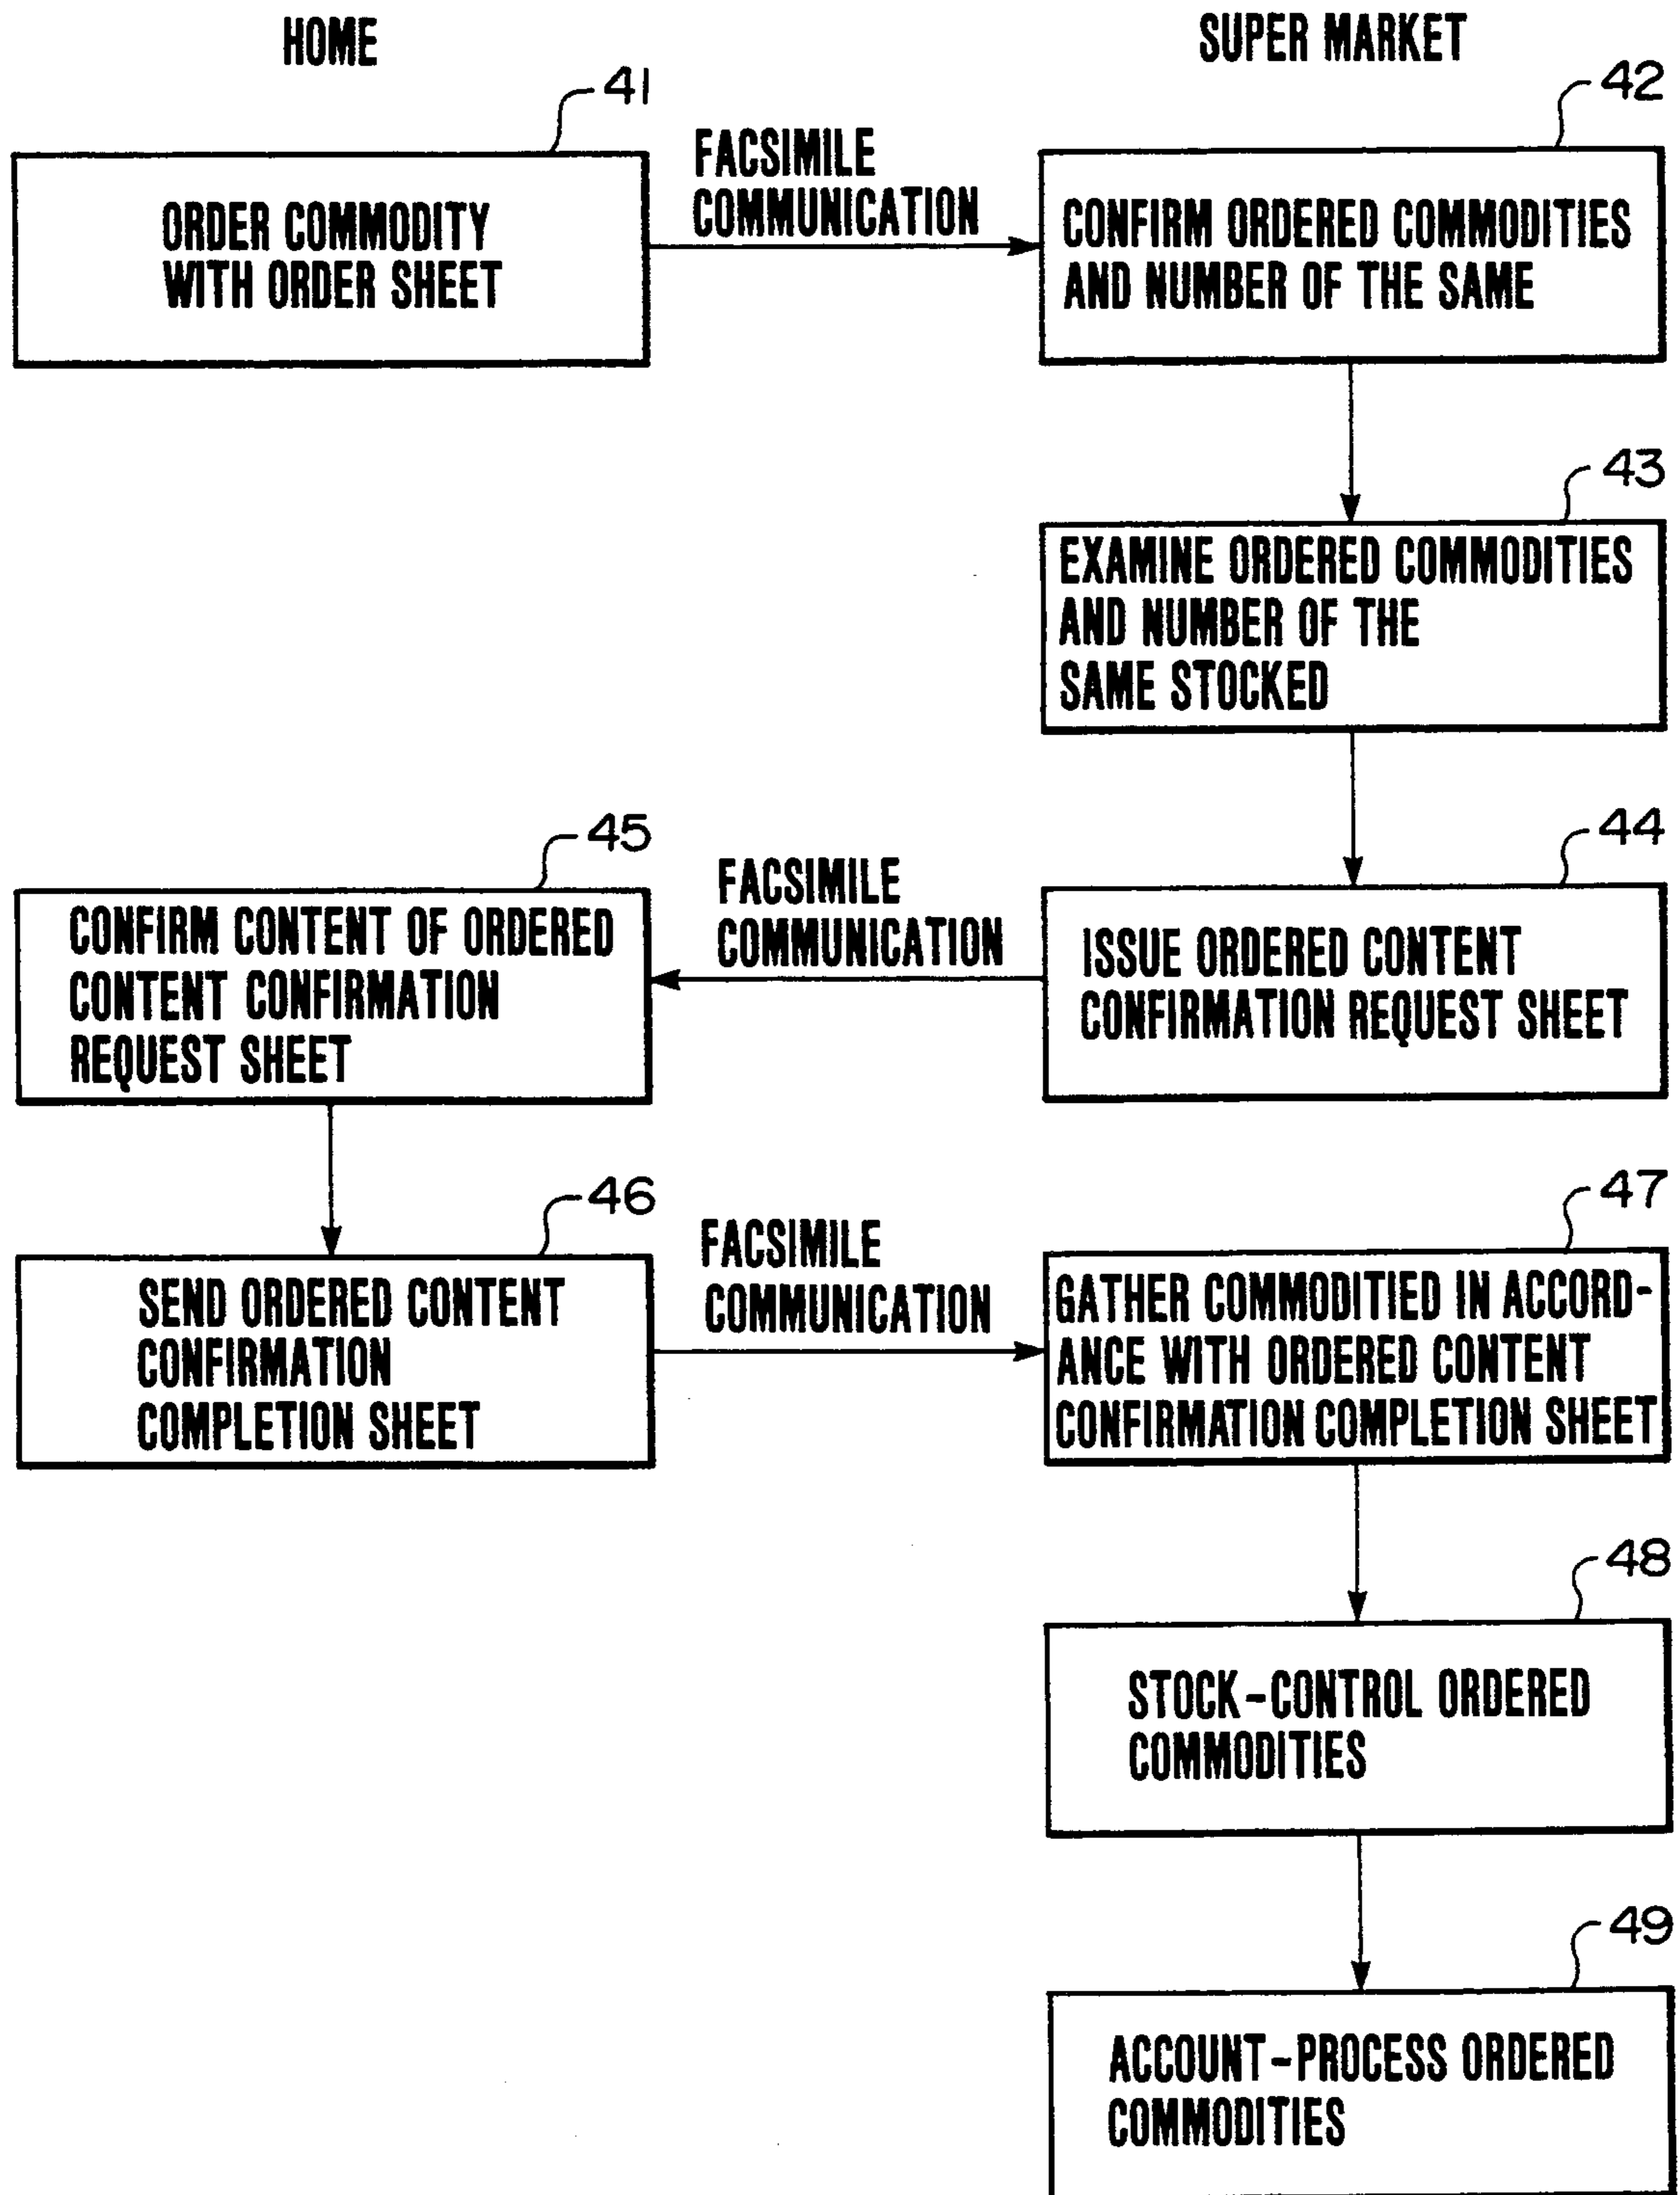 HOME
SUPER MARKET
41
42
ORDER COMMODITY
WITH ORDER SHEET
FACSIMILE
COMMUNICATION
CONFIRM ORDERED COMMODITIES
AND NUMBER OF THE SAME
43
EXAMINE ORDERED COMMODITIES
AND NUMBER OF THE
SAME STOCKED
45
44
CONFIRM CONTENT OF ORDERED
CONTENT CONFIRMATION
REQUEST SHEET
FACSIMILE
COMMUNICATION
ISSUE ORDERED CONTENT
CONFIRMATION REQUEST SHEET
46
47
SEND ORDERED CONTENT
CONFIRMATION
COMPLETION SHEET
FACSIMILE
COMMUNICATION
GATHER COMMODITIED IN ACCORD-
ANCE WITH ORDERED CONTENT
CONFIRMATION COMPLETION SHEET
48
STOCK-CONTROL ORDERED
COMMODITIES
49
ACCOUNT-PROCESS ORDERED
COMMODITIES